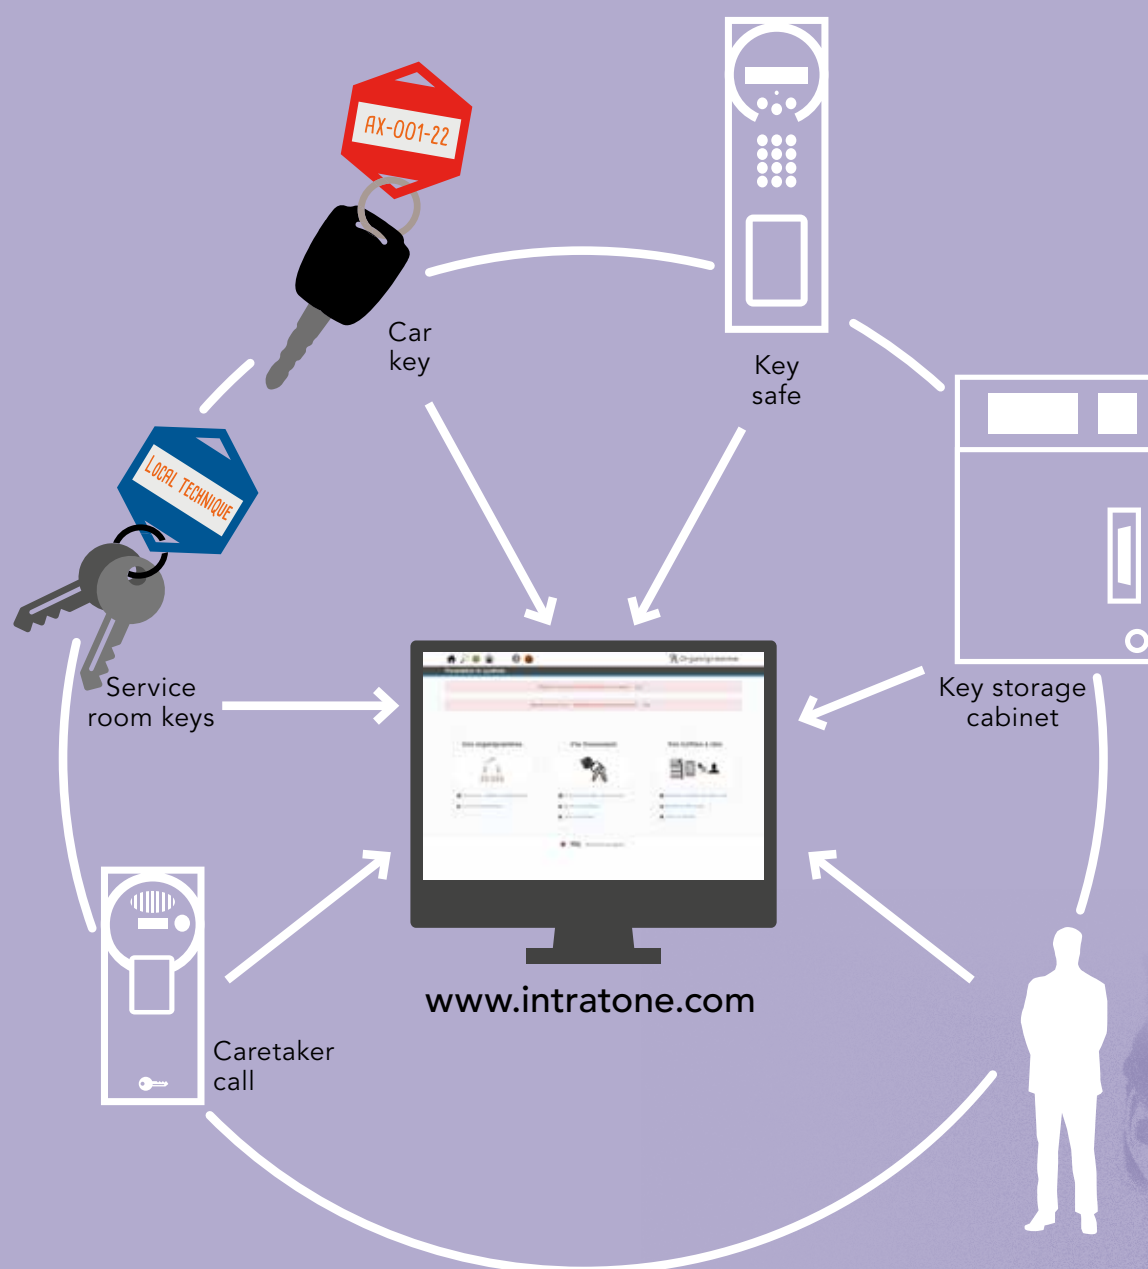 AX-001-22
Car
key
Key
safe
LOCAL TECHNIQUE
Service
room keys
Key storage
cabinet
www.intratone.com
Caretaker
call